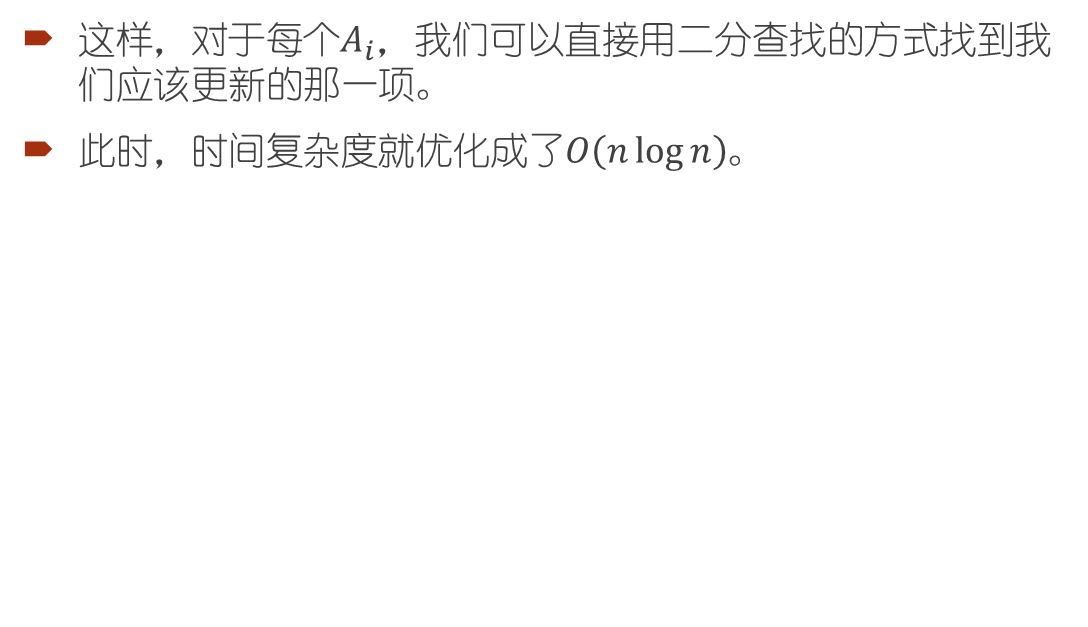 这样，对于每个A_i，我们可以直接用二分查找的方式找到我
们应该更新的那一项。
此时，时间复杂度就优化成了O(n log n)。